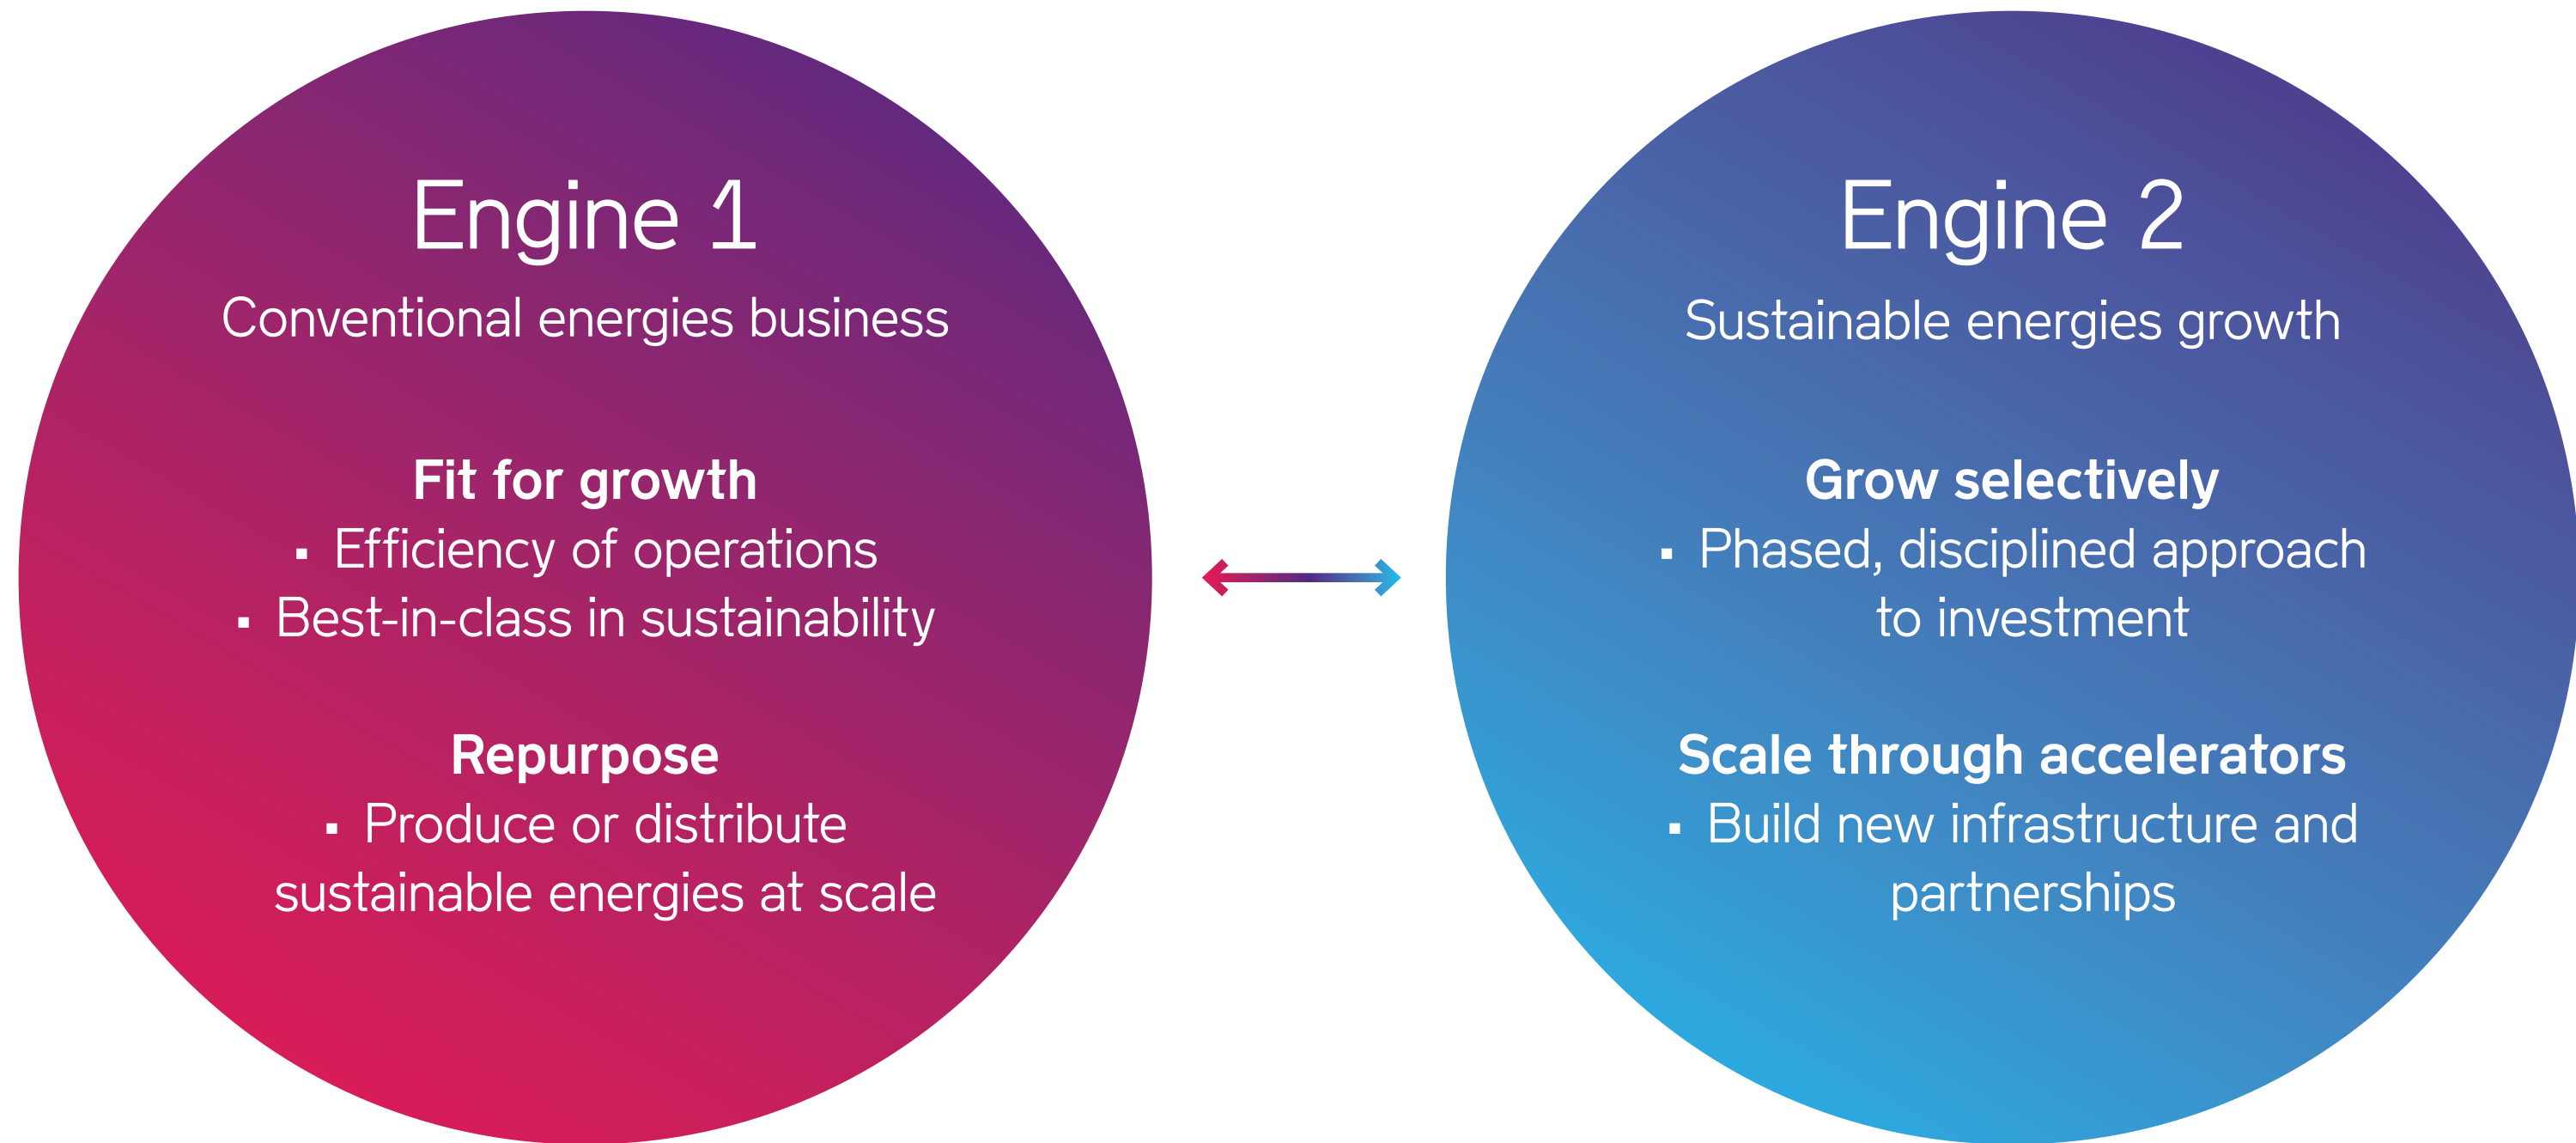 Engine 1
Conventional energies business
Fit for growth
▪ Efficiency of operations
▪ Best-in-class in sustainability
Repurpose
▪ Produce or distribute
sustainable energies at scale
Engine 2
Sustainable energies growth
Grow selectively
▪ Phased, disciplined approach
to investment
Scale through accelerators
▪ Build new infrastructure and
partnerships